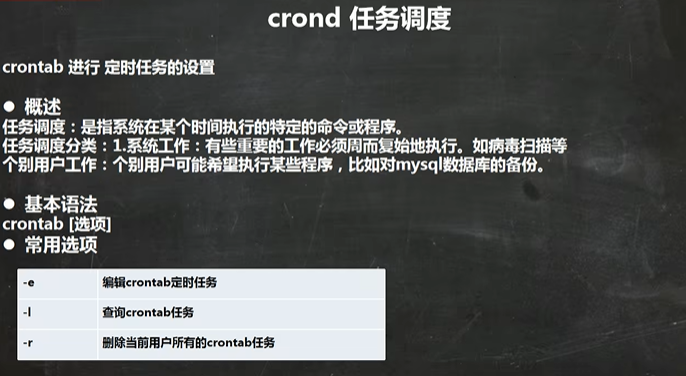 crond 任务调度
crontab 进行 定时任务的设置
● 概述
任务调度：是指系统在某个时间执行的特定的命令或程序。
任务调度分类：1.系统工作：有些重要的工作必须周而复始地执行。如病毒扫描等
个别用户工作：个别用户可能希望执行某些程序，比如对mysql数据库的备份。
● 基本语法
crontab [选项]
● 常用选项
-e 编辑crontab定时任务
-l 查询crontab任务
-r 删除当前用户所有的crontab任务